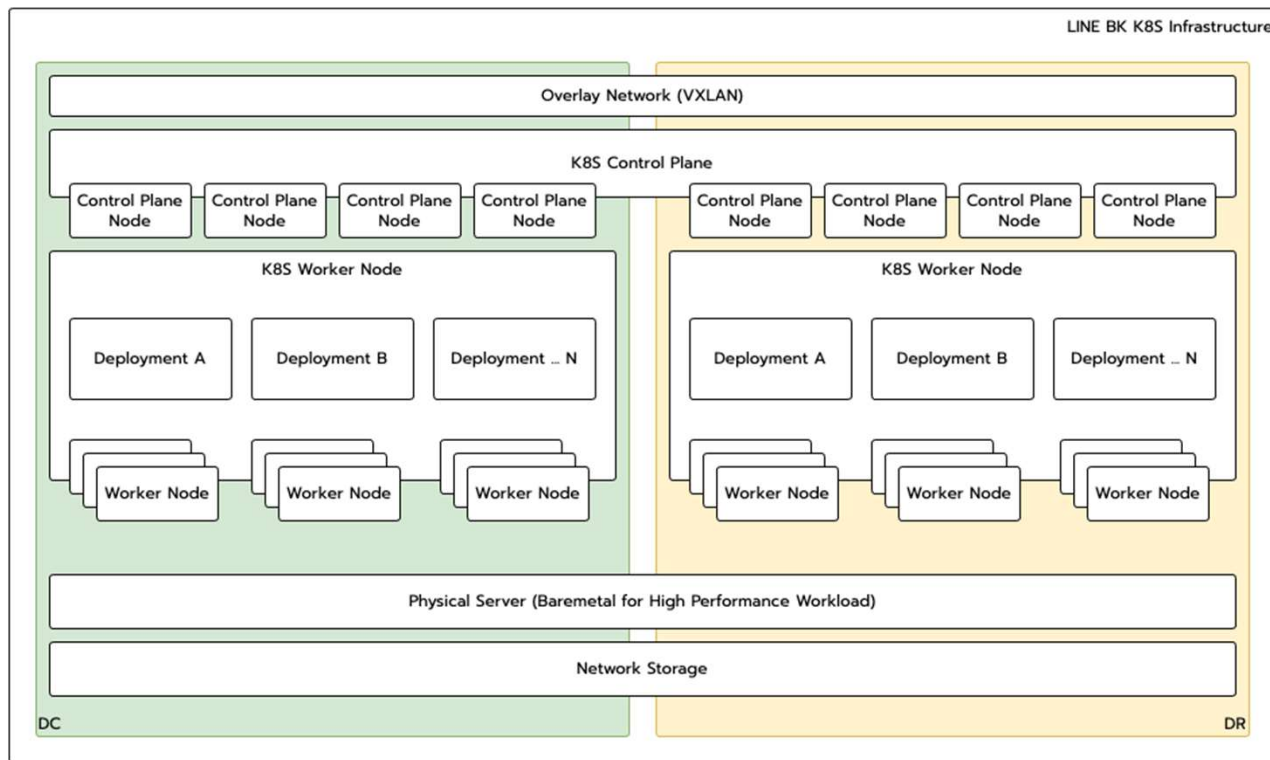 LINE BK K8S Infrastructure
Overlay Network (VXLAN)
K8S Control Plane
Control Plane
Node
Control Plane
Node
Control Plane
Node
Control Plane
Node
Control Plane
Node
Control Plane
Node
Control Plane
Node
Control Plane
Node
K8S Worker Node
Deployment A
Deployment B
Deployment ... N
Worker Node
Worker Node
Worker Node
K8S Worker Node
Deployment A
Deployment B
Deployment ... N
Worker Node
Worker Node
Worker Node
Physical Server (Baremetal for High Performance Workload)
Network Storage
DC
DR